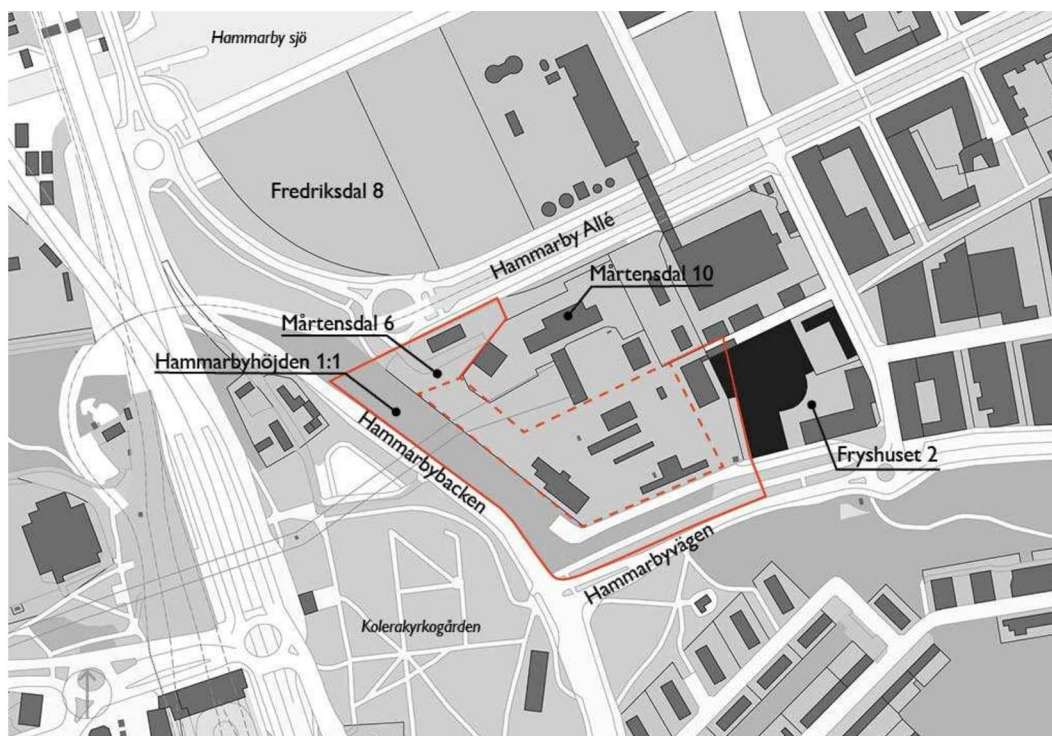 Hammarby sjö
Fredriksdal 8
Hammarby Allé
Mårtensdal 10
Mårtensdal 6
Hammarbyhöjden 1:1
Hammarbybacken
Fryshuset 2
Hammarbyvägen
Kolerakyrkogården